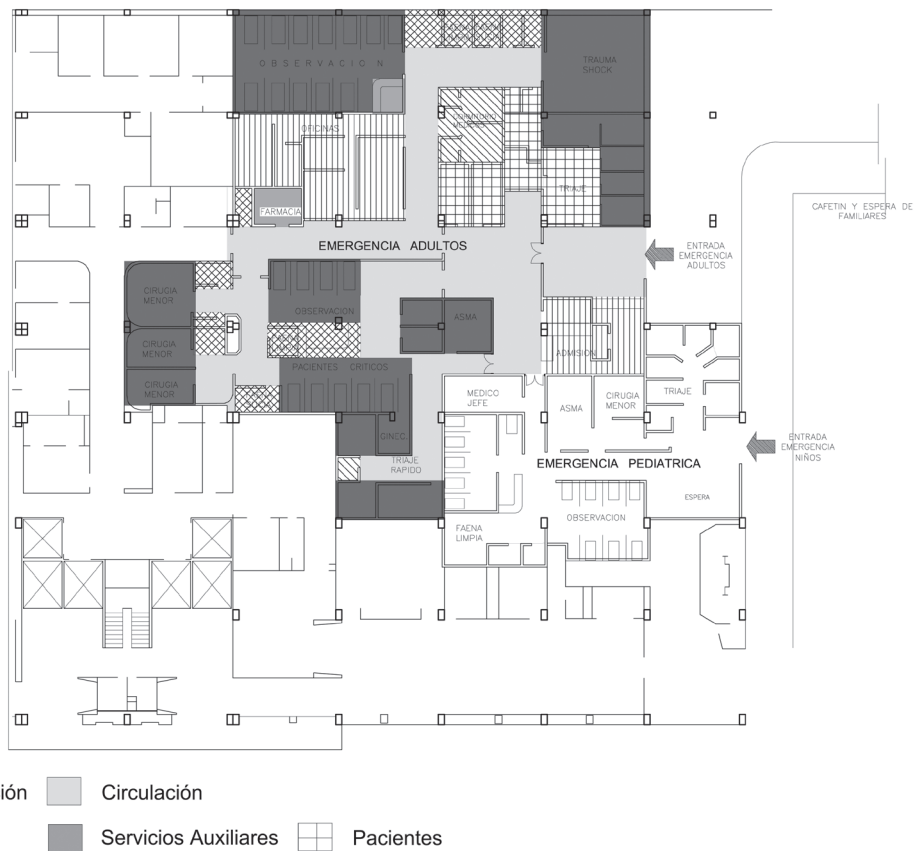 OBSERVACION
TRAUMA
SHOCK
DORMITORIO
MEDICOS
OFICINAS
TRIAJE
FARMACIA
CAFETIN Y ESPERA DE
FAMILIARES
EMERGENCIA ADULTOS
ENTRADA
EMERGENCIA
ADULTOS
CIRUGIA
MENOR
OBSERVACION
ASMA
CIRUGIA
MENOR
ADMISION
PACIENTES CRITICOS
CIRUGIA
MENOR
MEDICO
JEFE
ASMA
CIRUGIA
MENOR
TRIAJE
GINEC.
TRIAJE
RAPIDO
EMERGENCIA PEDIATRICA
ENTRADA
EMERGENCIA
NIÑOS
ESPERA
OBSERVACION
FAENA
LIMPIA
ión
Circulación
Servicios Auxiliares
Pacientes